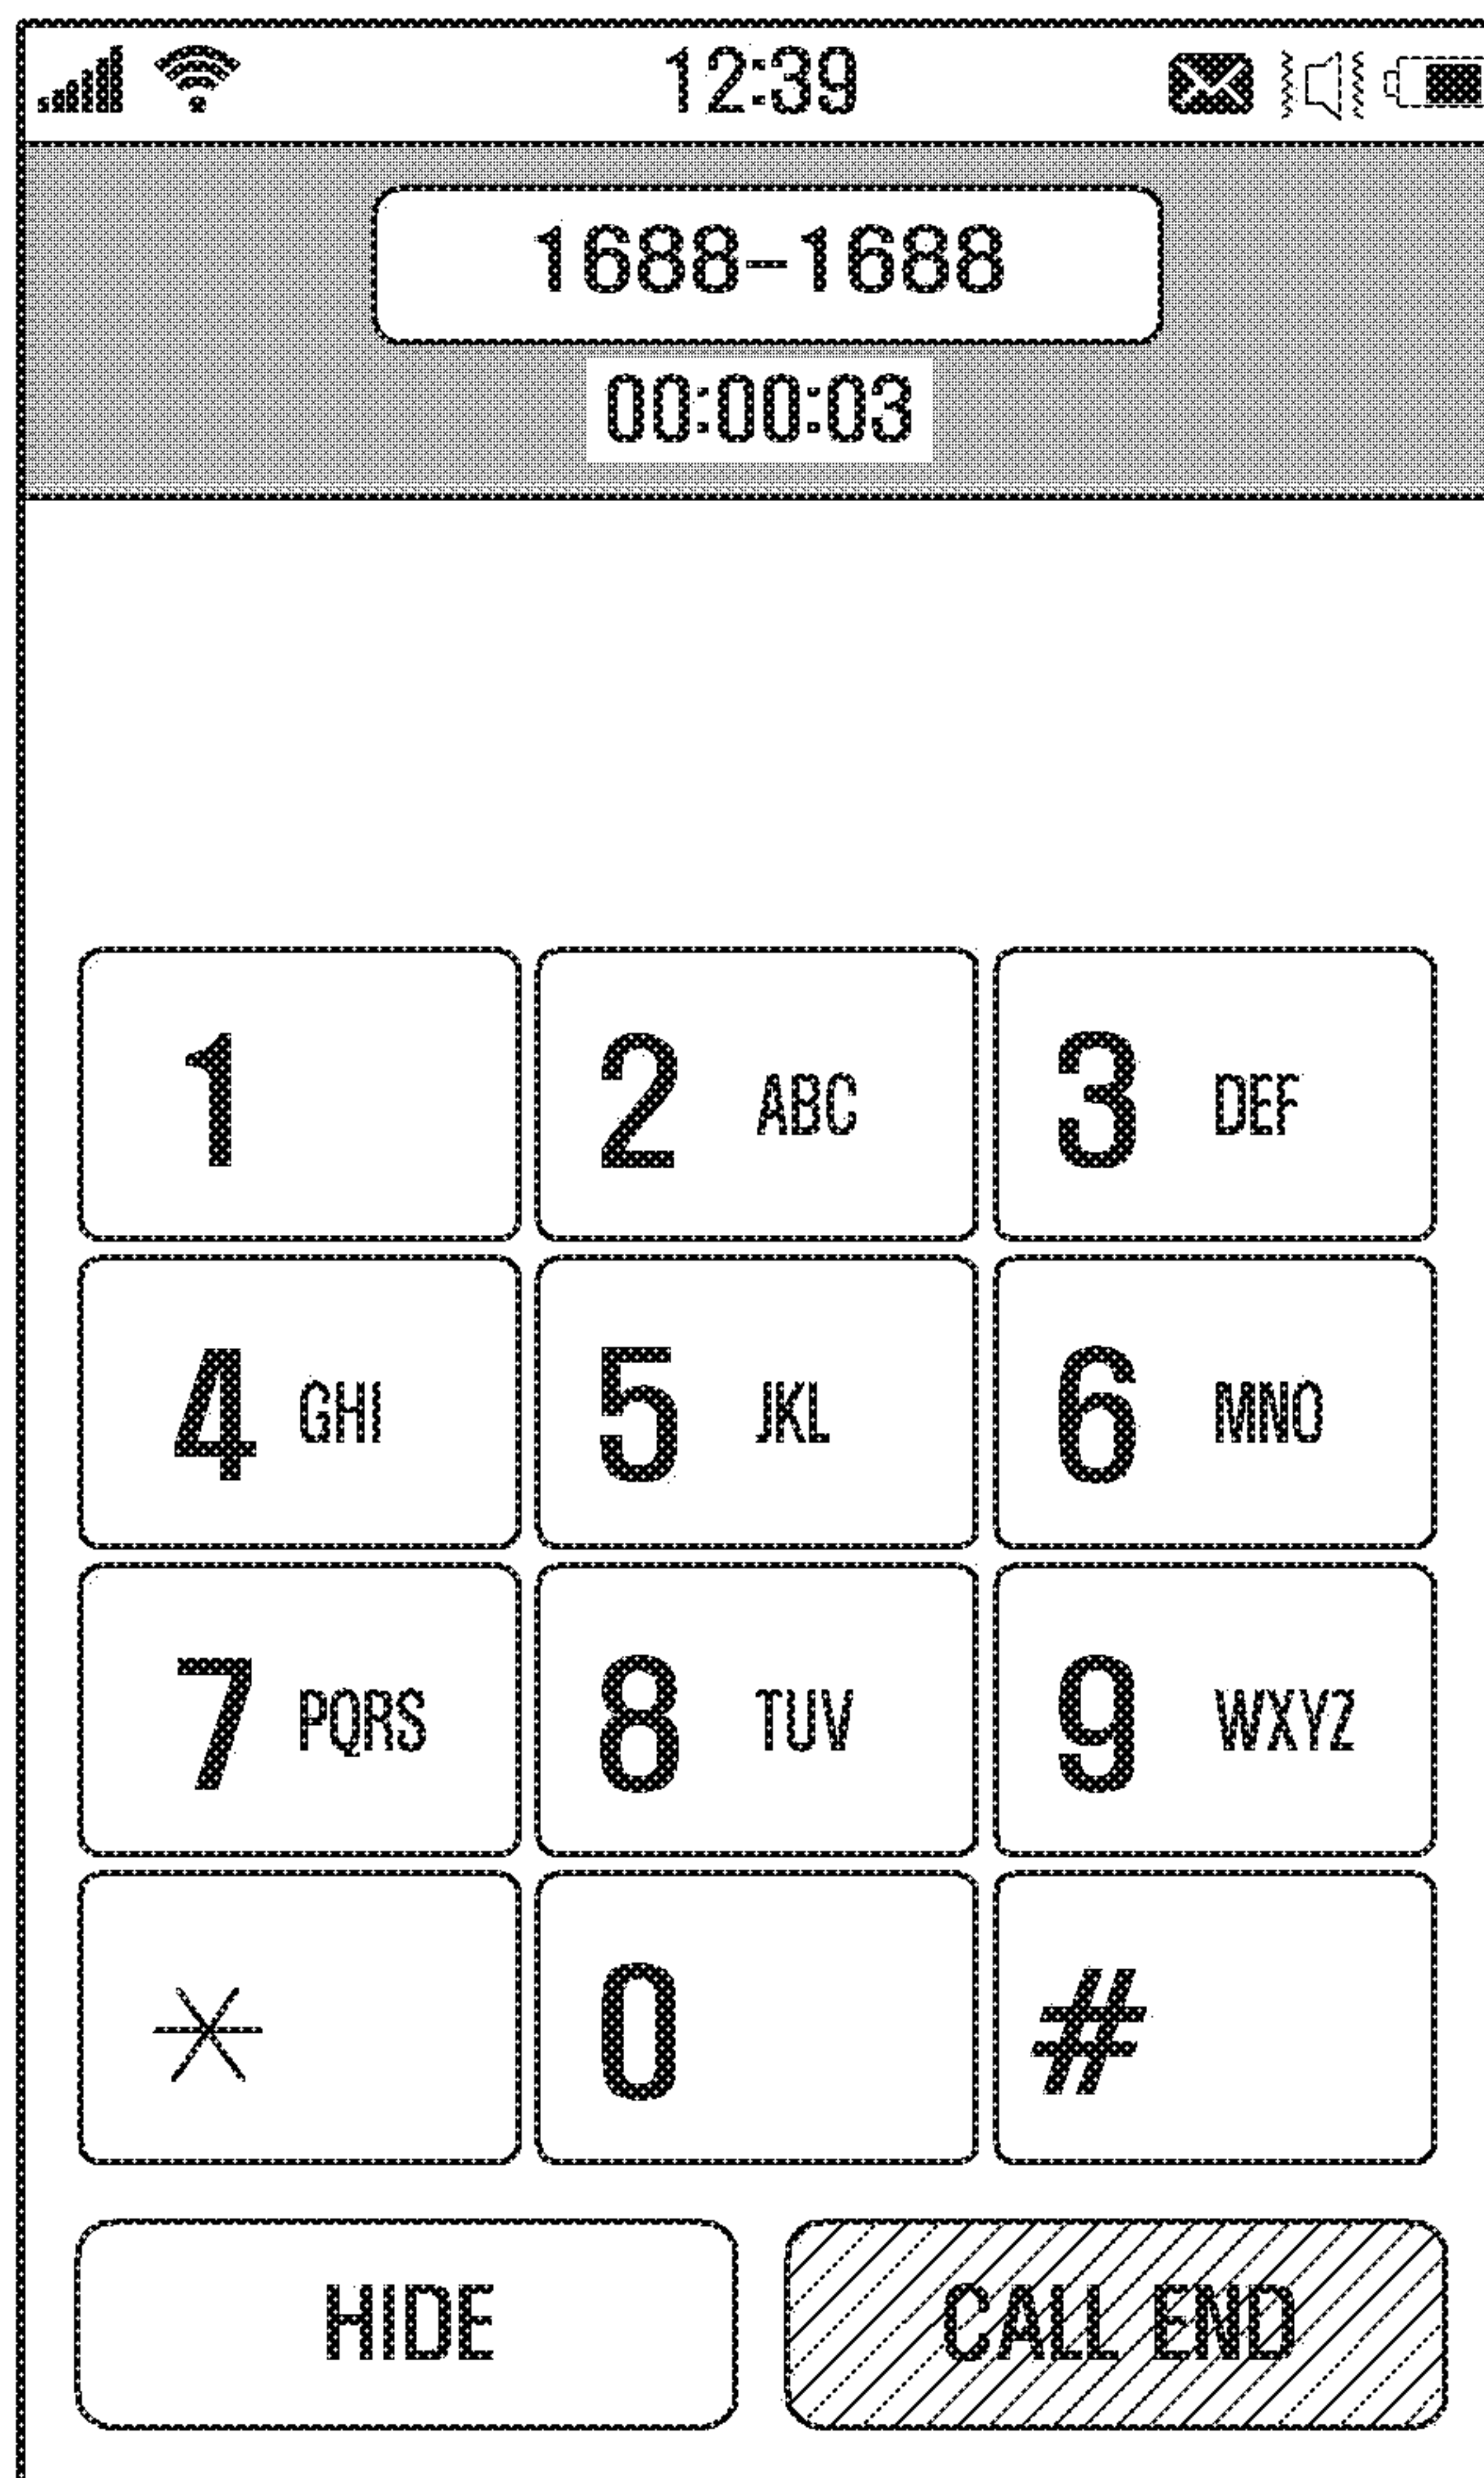 12:39
1688-1688
00:00:03
1 2 ABC 3 DEF
4 GHI 5 JKL 6 MNO
7 PQRS 8 TUV 9 WXYZ
* 0 #
HIDE CALL END